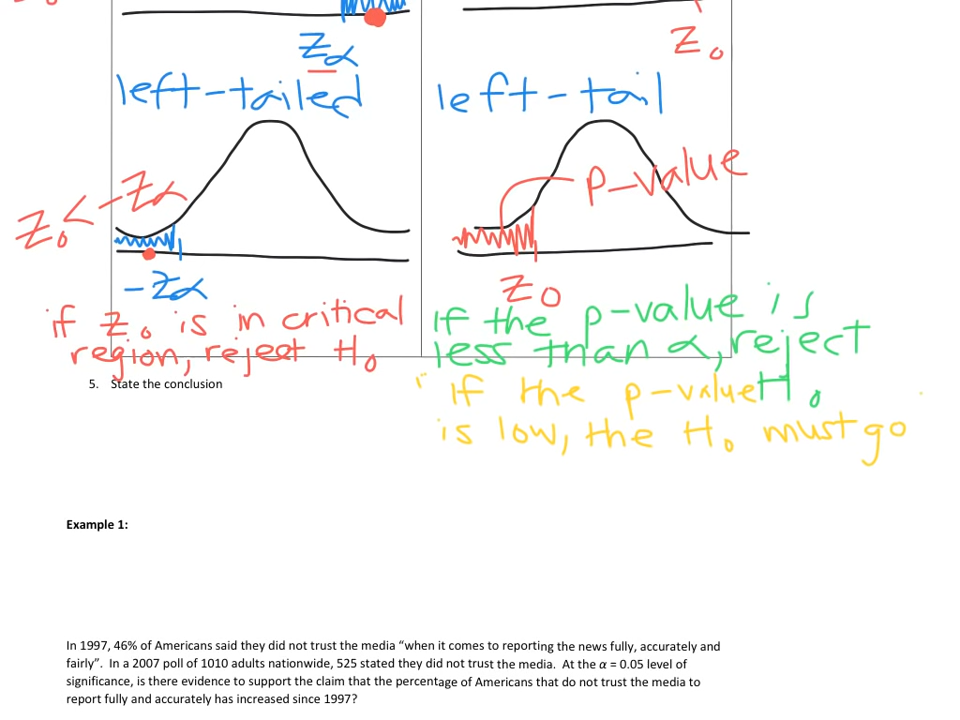 Zα
Z₀
left-tailed
left-tail
p-value
Z₀ < -Zα
-Zα
Z₀
if Z₀ is in critical
region, reject H₀
If the p-value is
less than α, reject
H₀
5. State the conclusion
"If the p-value
is low, the H₀ must go
Example 1:
In 1997, 46% of Americans said they did not trust the media “when it comes to reporting the news fully, accurately and
fairly”. In a 2007 poll of 1010 adults nationwide, 525 stated they did not trust the media. At the α = 0.05 level of
significance, is there evidence to support the claim that the percentage of Americans that do not trust the media to
report fully and accurately has increased since 1997?